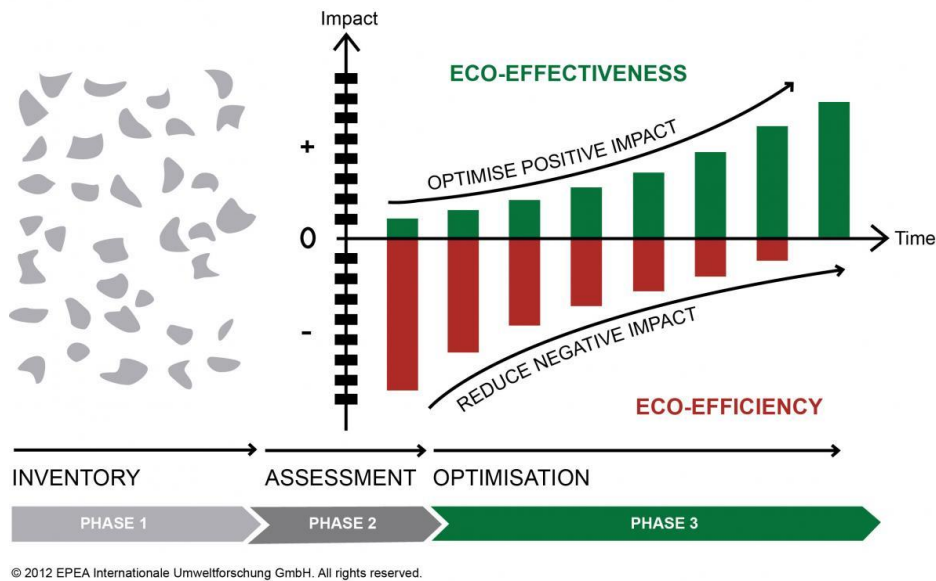 Impact
ECO-EFFECTIVENESS
+
OPTIMISE POSITIVE IMPACT
0
Time
-
REDUCE NEGATIVE IMPACT
ECO-EFFICIENCY
INVENTORY
ASSESSMENT
OPTIMISATION
PHASE 1
PHASE 2
PHASE 3
© 2012 EPEA Internationale Umweltforschung GmbH. All rights reserved.